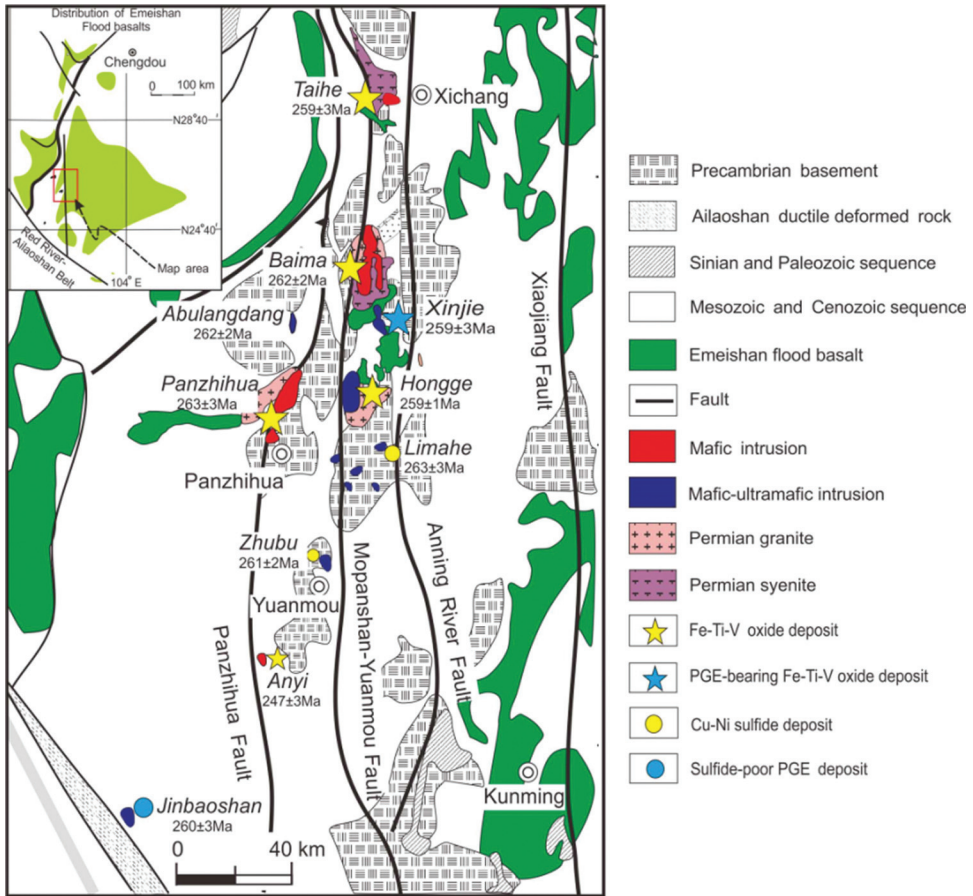 Distribution of Emeishan
Flood basalts
Chengdou
0 100 km
N28°40'
N24°40'
Red River-
Ailaoshan Belt
104°E
Map area
Taihe
259±3Ma
Xichang
Baima
262±2Ma
Abulangdang
262±2Ma
Xinjie
259±3Ma
Panzhihua
263±3Ma
Hongge
259±1Ma
Limahe
263±3Ma
Panzhihua
Zhubu
261±2Ma
Yuanmou
Anyi
247±3Ma
Jinbaoshan
260±3Ma
Kunming
Panzhihua Fault
Mopanshan-Yuanmou Fault
Anning River Fault
Xiaojiang Fault
0 40 km
Precambrian basement
Ailaoshan ductile deformed rock
Sinian and Paleozoic sequence
Mesozoic and Cenozoic sequence
Emeishan flood basalt
Fault
Mafic intrusion
Mafic-ultramafic intrusion
Permian granite
Permian syenite
Fe-Ti-V oxide deposit
PGE-bearing Fe-Ti-V oxide deposit
Cu-Ni sulfide deposit
Sulfide-poor PGE deposit